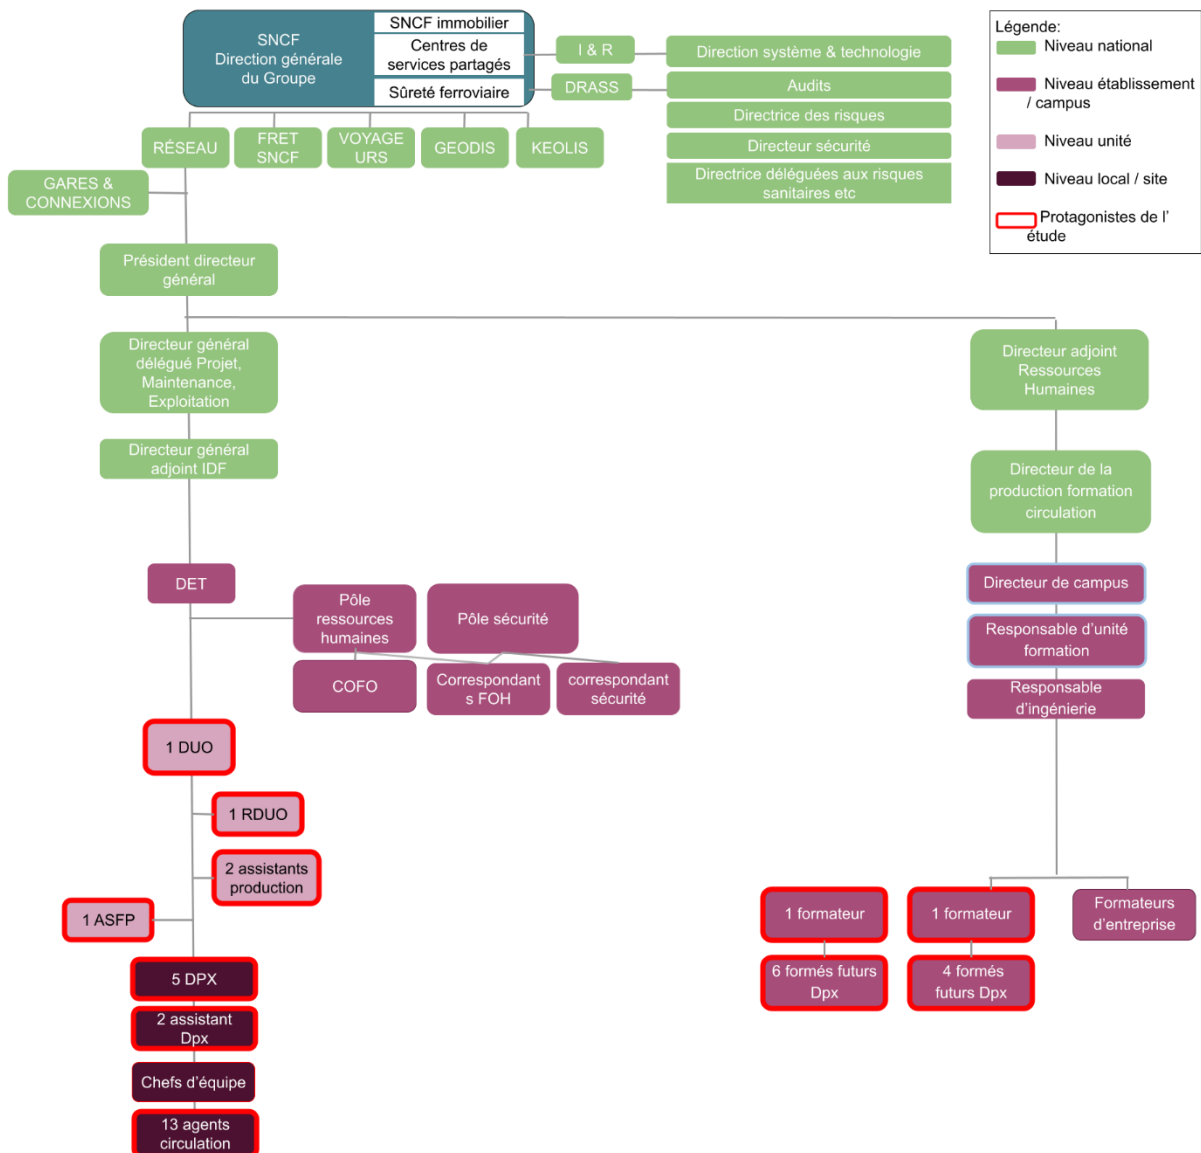 SNCF
Direction générale
du Groupe
SNCF immobilier
Centres de
services partagés
Sûreté ferroviaire
I & R
DRASS
Direction système & technologie
Audits
Directrice des risques
Directeur sécurité
Directrice déléguées aux risques
sanitaires etc
Légende:
Niveau national
Niveau établissement
/ campus
Niveau unité
Niveau local / site
Protagonistes de l'
étude
RÉSEAU
FRET
SNCF
VOYAGE
URS
GEODIS
KEOLIS
GARES &
CONNEXIONS
Président directeur
général
Directeur général
délégué Projet,
Maintenance,
Exploitation
Directeur général
adjoint IDF
Directeur adjoint
Ressources
Humaines
Directeur de la
production formation
circulation
DET
Pôle
ressources
humaines
Pôle sécurité
COFO
Correspondant
s FOH
correspondant
sécurité
Directeur de campus
Responsable d'unité
formation
Responsable
d'ingénierie
1 DUO
1 RDUO
2 assistants
production
1 ASFP
5 DPX
2 assistant
Dpx
Chefs d'équipe
13 agents
circulation
1 formateur
1 formateur
Formateurs
d'entreprise
6 formés futurs
Dpx
4 formés
futurs Dpx